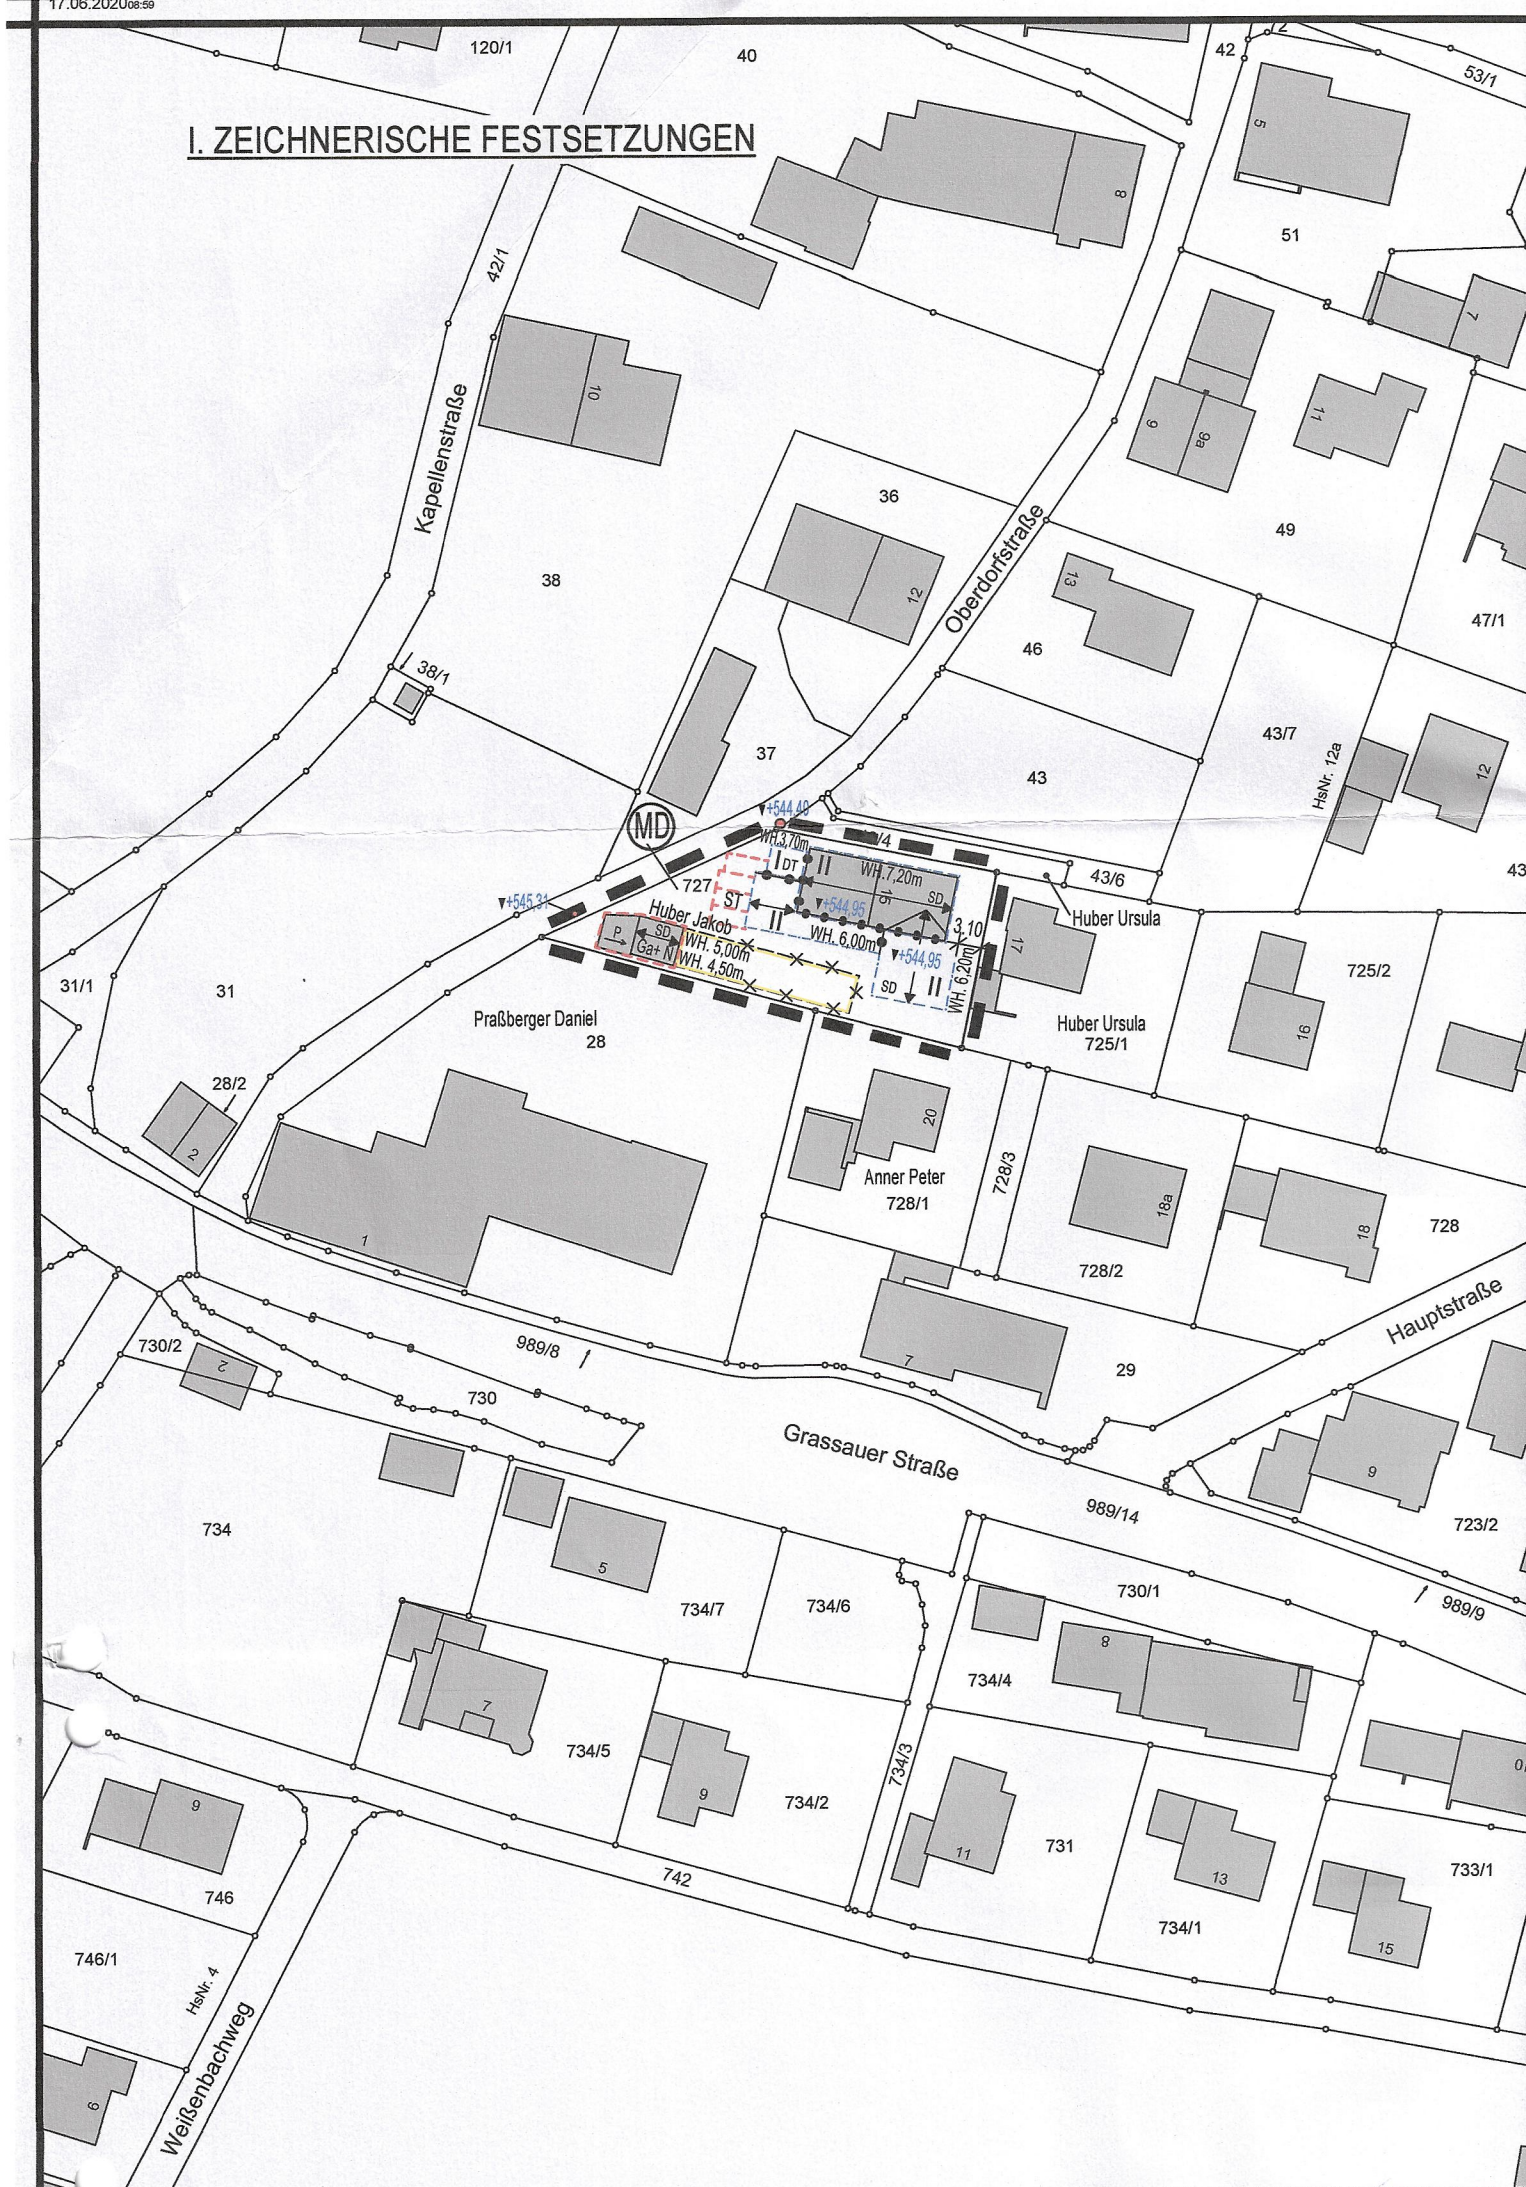 17.06.2020 08:59
120/1
40
42
53/1
I. ZEICHNERISCHE FESTSETZUNGEN
5
8
51
42/1
7
10
9
9a
11
Kapellenstraße
36
49
38
12
Oberdorfstraße
13
46
47/1
38/1
37
43/7
43
HsNr. 12a
12
MD
+544,49
WH.3,70m
/4
I DT
II
WH.7,20m
43/6
43
727
SD
15
ST
+544,95
+545,31
Huber Jakob
II
Huber Ursula
3,10
P
SD
WH. 5,00m
WH. 6,00m
17
Ga+ N
WH. 4,50m
+544,95
725/2
SD
II
WH. 6,20m
31/1
31
Praßberger Daniel
28
Huber Ursula
725/1
16
28/2
2
20
Anner Peter
728/1
728/3
18a
18
728
1
728/2
Hauptstraße
989/8
730/2
2
7
29
730
Grassauer Straße
9
989/14
734
723/2
5
730/1
734/7
734/6
989/9
8
734/4
7
734/5
734/3
9
9
734/2
11
731
13
733/1
742
746
734/1
15
746/1
HsNr. 4
Weißenbachweg
9